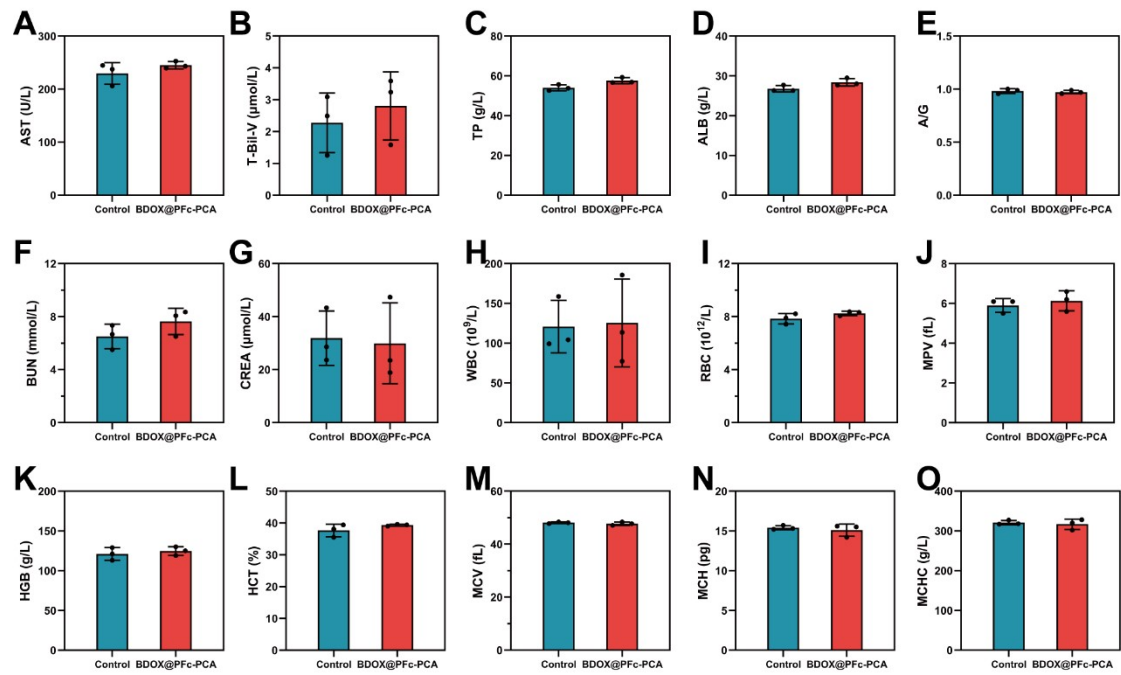 A
AST (U/L)
300
200
100
0
Control BDOX@PFc-PCA
B
T-Bil-V (μmol/L)
5
4
3
2
1
0
Control BDOX@PFc-PCA
C
TP (g/L)
80
60
40
20
0
Control BDOX@PFc-PCA
D
ALB (g/L)
40
30
20
10
0
Control BDOX@PFc-PCA
E
A/G
1.5
1.0
0.5
0.0
Control BDOX@PFc-PCA
F
BUN (mmol/L)
12
8
4
0
Control BDOX@PFc-PCA
G
CREA (μmol/L)
60
40
20
0
Control BDOX@PFc-PCA
H
WBC (10⁹/L)
200
150
100
50
0
Control BDOX@PFc-PCA
I
RBC (10¹²/L)
12
8
4
0
Control BDOX@PFc-PCA
J
MPV (fL)
8
6
4
2
0
Control BDOX@PFc-PCA
K
HGB (g/L)
200
150
100
50
0
Control BDOX@PFc-PCA
L
HCT (%)
50
40
30
20
10
0
Control BDOX@PFc-PCA
M
MCV (fL)
60
40
20
0
Control BDOX@PFc-PCA
N
MCH (pg)
20
15
10
5
0
Control BDOX@PFc-PCA
O
MCHC (g/L)
400
300
200
100
0
Control BDOX@PFc-PCA